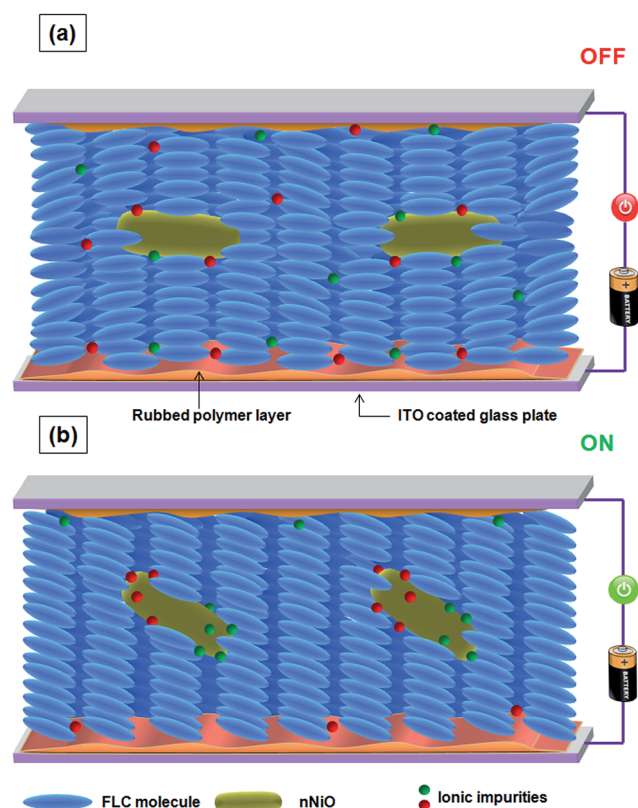 (a)
OFF
+
BATTERY
Rubbed polymer layer
ITO coated glass plate
(b)
ON
+
BATTERY
FLC molecule
nNiO
Ionic impurities